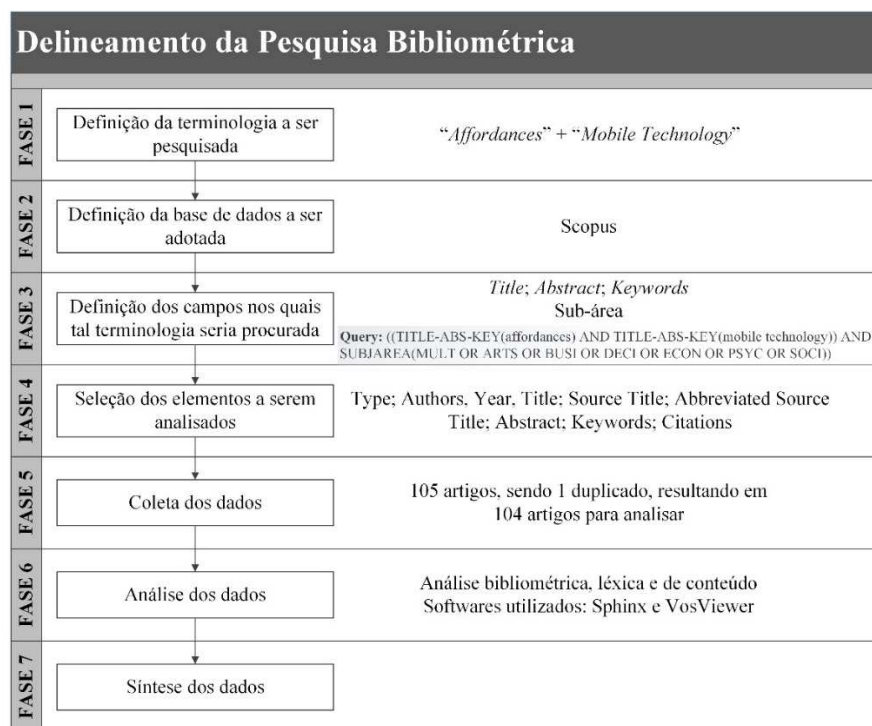 Delineamento da Pesquisa Bibliométrica
FASE 1
Definição da terminologia a ser
pesquisada
“Affordances” + “Mobile Technology”
FASE 2
Definição da base de dados a ser
adotada
Scopus
FASE 3
Definição dos campos nos quais
tal terminologia seria procurada
Title; Abstract; Keywords
Sub-área
Query: ((TITLE-ABS-KEY(affordances) AND TITLE-ABS-KEY(mobile technology)) AND
SUBJAREA(MULT OR ARTS OR BUSI OR DECI OR ECON OR PSYC OR SOCI))
FASE 4
Seleção dos elementos a serem
analisados
Type; Authors, Year, Title; Source Title; Abbreviated Source
Title; Abstract; Keywords; Citations
FASE 5
Coleta dos dados
105 artigos, sendo 1 duplicado, resultando em
104 artigos para analisar
FASE 6
Análise dos dados
Análise bibliométrica, léxica e de conteúdo
Softwares utilizados: Sphinx e VosViewer
FASE 7
Síntese dos dados